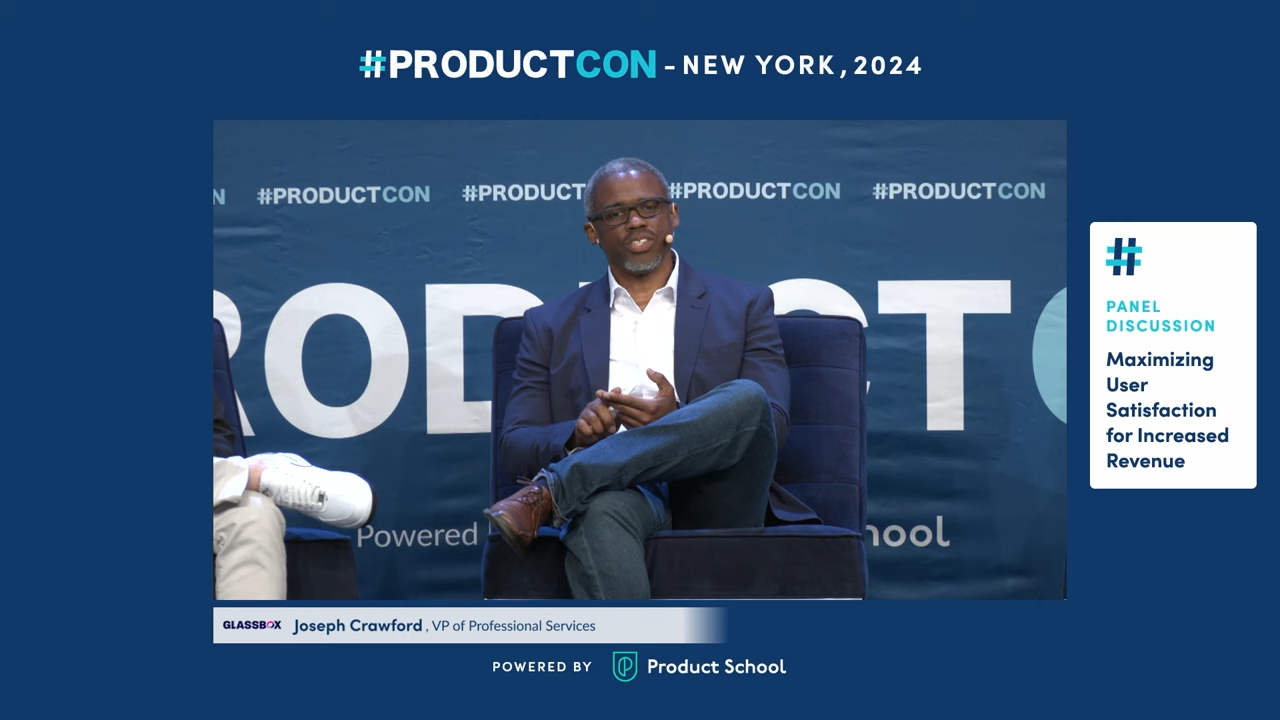 #PRODUCTCON - NEW YORK, 2024
N #PRODUCTCON #PRODUCT #PRODUCTCON #PRODUCTCON
PANEL
DISCUSSION
Maximizing
User
Satisfaction
for Increased
Revenue
Powered hool
GLASSBOX Joseph Crawford, VP of Professional Services
POWERED BY Product School